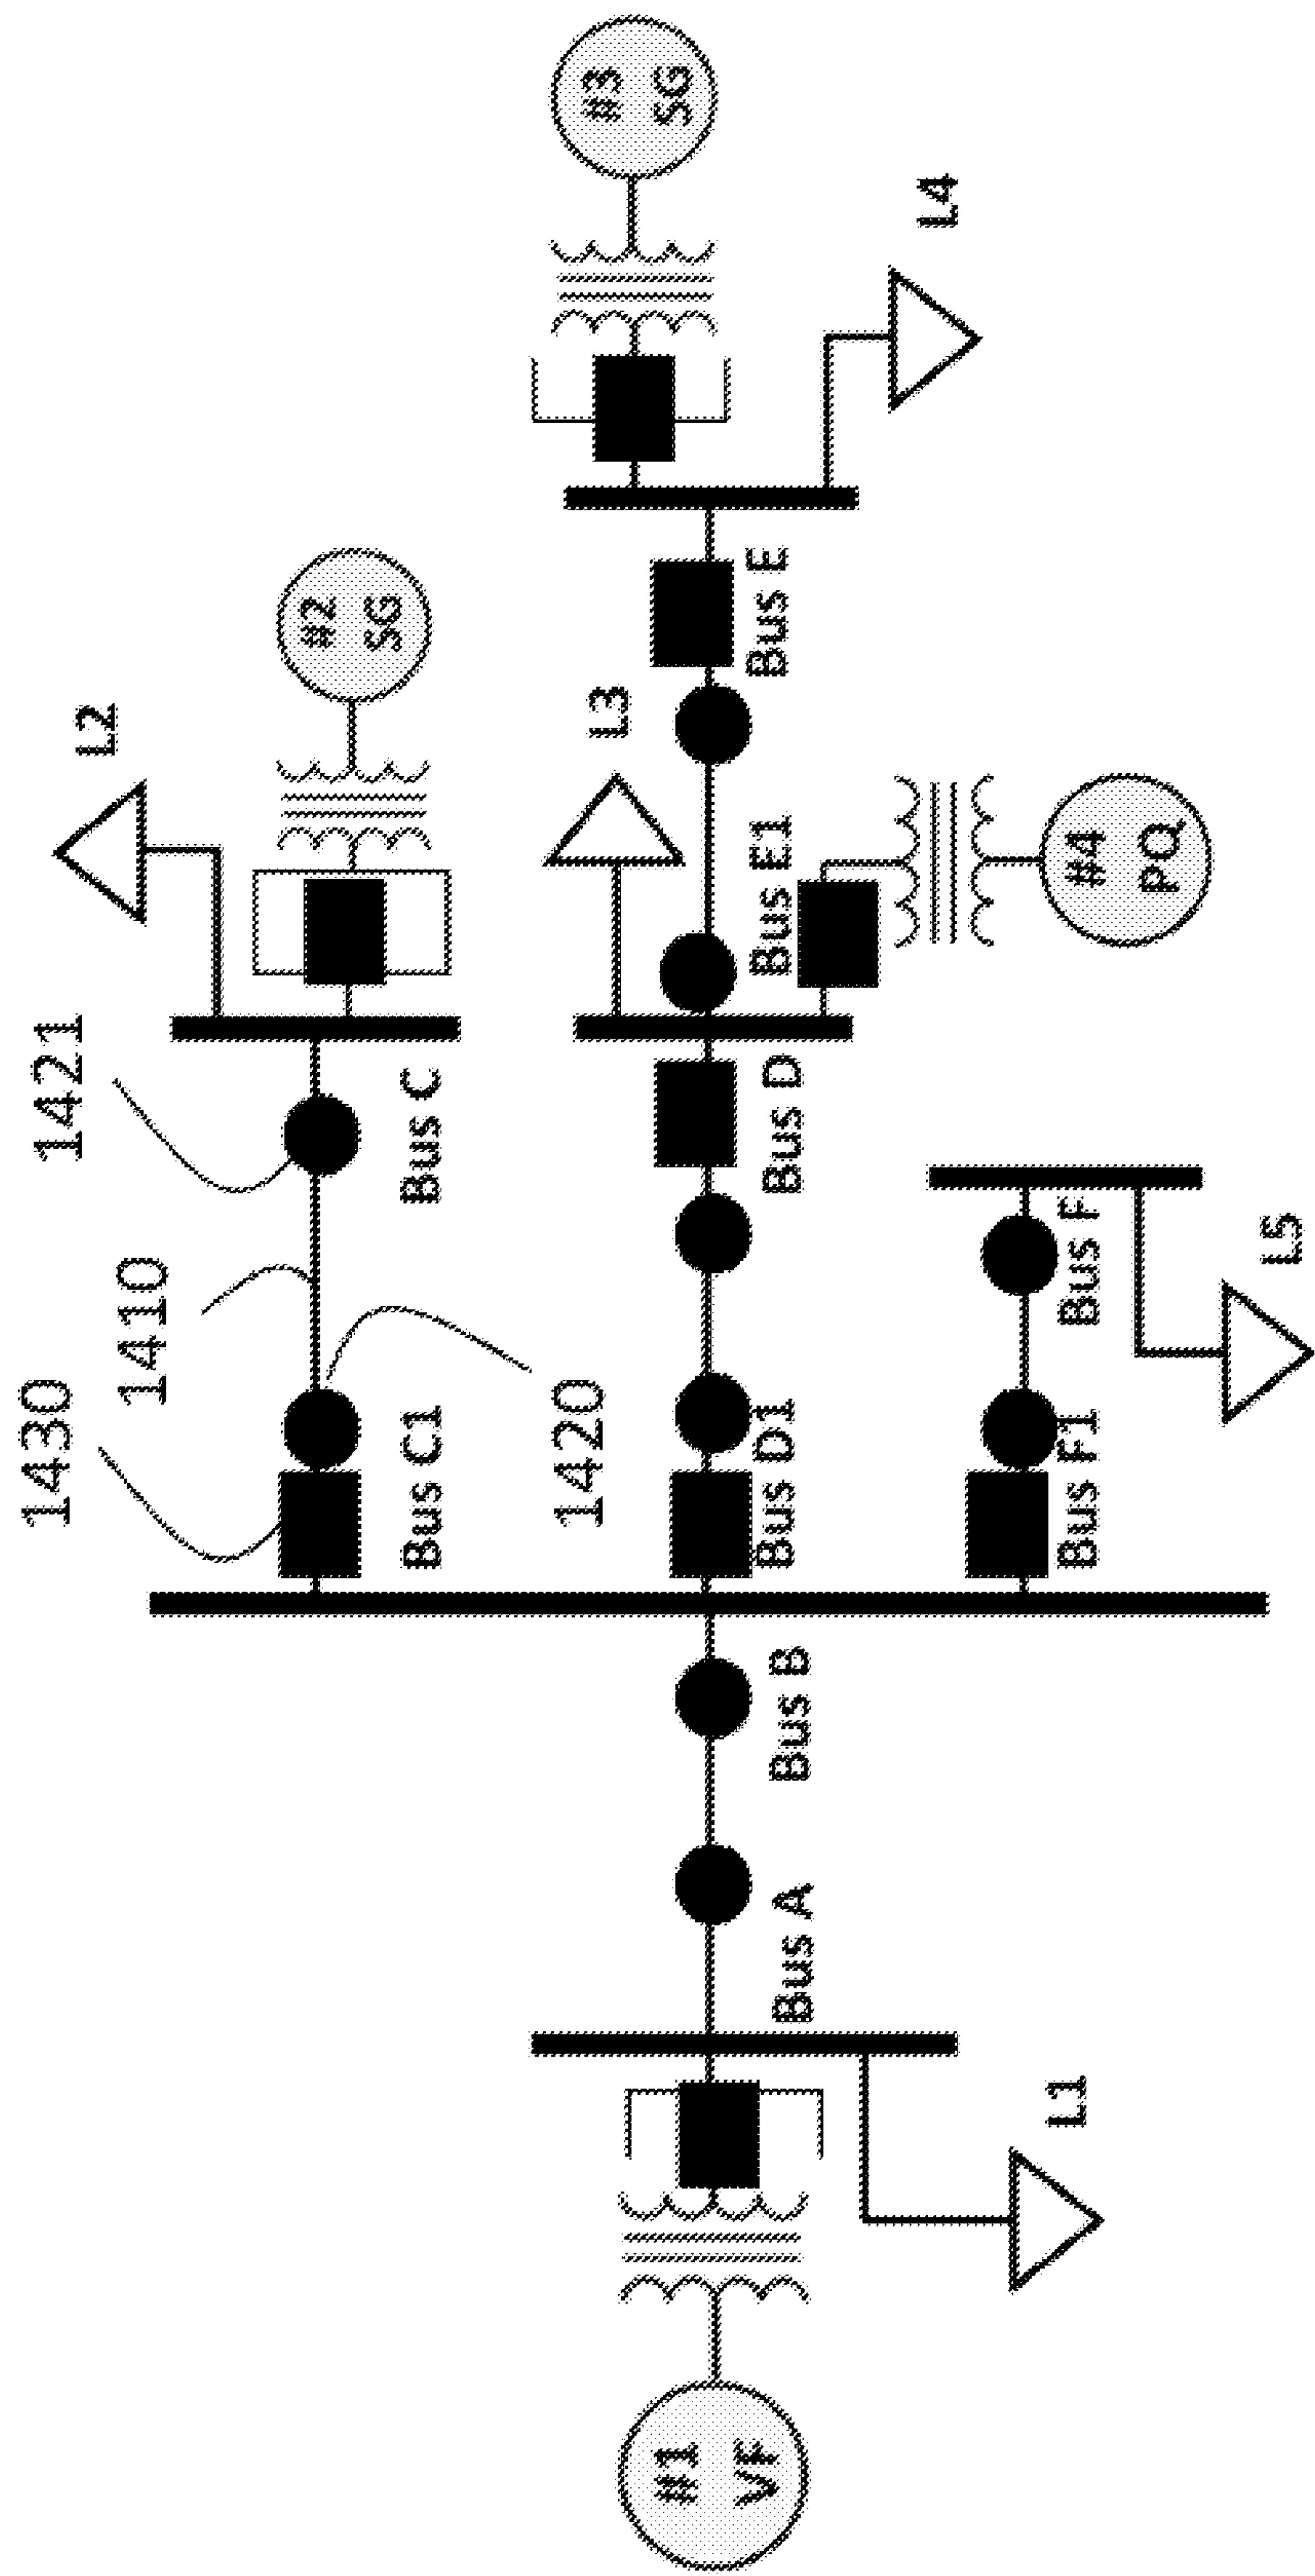 #1
VF
L1
Bus A
Bus B
1430
1410
1421
1420
Bus C1
Bus C
L2
#2
SG
Bus D1
Bus D
L3
Bus E1
Bus E
#4
PQ
#3
SG
L4
Bus F1
Bus F
L5